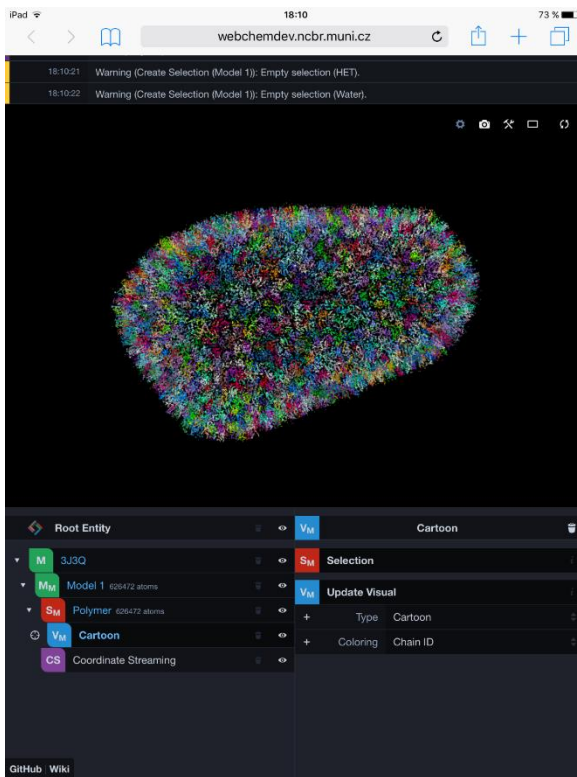 iPad 18:10 73 %
webchemdev.ncbr.muni.cz
18:10:21 Warning (Create Selection (Model 1)): Empty selection (HET).
18:10:22 Warning (Create Selection (Model 1)): Empty selection (Water).
Root Entity
M 3J3Q
MM Model 1 626472 atoms
SM Polymer 626472 atoms
VM Cartoon
CS Coordinate Streaming
VM Cartoon
SM Selection
VM Update Visual
+ Type Cartoon
+ Coloring Chain ID
GitHub Wiki